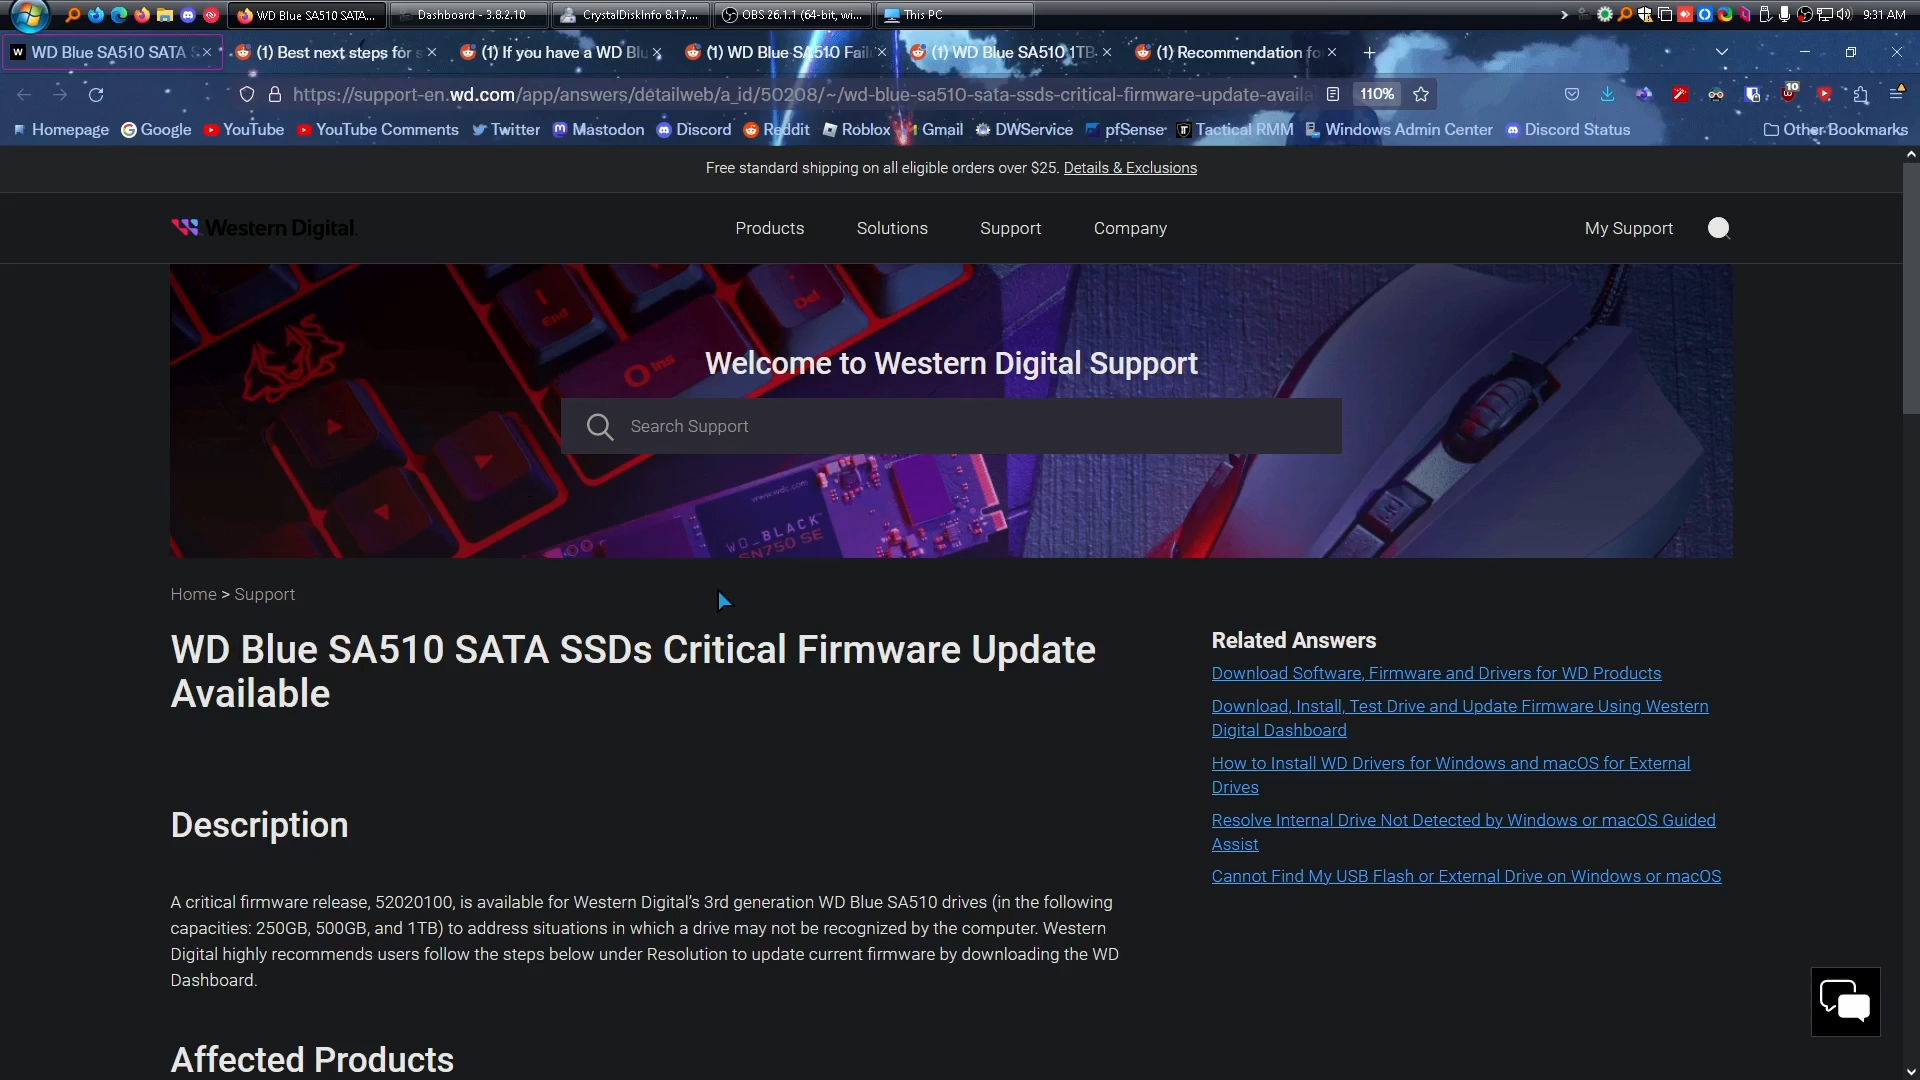 WD Blue SA510 SATA...
Dashboard - 3.8.2.10
CrystalDiskInfo 8.17....
OBS 26.1.1 (64-bit, wi...
This PC
9:31 AM
WD Blue SA510 SATA S
(1) Best next steps for s
(1) If you have a WD Blu
(1) WD Blue SA510 Fail
(1) WD Blue SA510 1TB
(1) Recommendation fo
https://support-en.wd.com/app/answers/detailweb/a_id/50208/~/wd-blue-sa510-sata-ssds-critical-firmware-update-availa
110%
10
Homepage
Google
YouTube
YouTube Comments
Twitter
Mastodon
Discord
Reddit
Roblox
Gmail
DWService
pfSense
Tactical RMM
Windows Admin Center
Discord Status
Other Bookmarks
Free standard shipping on all eligible orders over $25. Details & Exclusions
Western Digital
Products
Solutions
Support
Company
My Support
End
Del
Ins
Welcome to Western Digital Support
Search Support
www.wdc.com
WD_BLACK™
SN750 SE
Home > Support
WD Blue SA510 SATA SSDs Critical Firmware Update
Available
Description
A critical firmware release, 52020100, is available for Western Digital's 3rd generation WD Blue SA510 drives (in the following
capacities: 250GB, 500GB, and 1TB) to address situations in which a drive may not be recognized by the computer. Western
Digital highly recommends users follow the steps below under Resolution to update current firmware by downloading the WD
Dashboard.
Affected Products
Related Answers
Download Software, Firmware and Drivers for WD Products
Download, Install, Test Drive and Update Firmware Using Western
Digital Dashboard
How to Install WD Drivers for Windows and macOS for External
Drives
Resolve Internal Drive Not Detected by Windows or macOS Guided
Assist
Cannot Find My USB Flash or External Drive on Windows or macOS